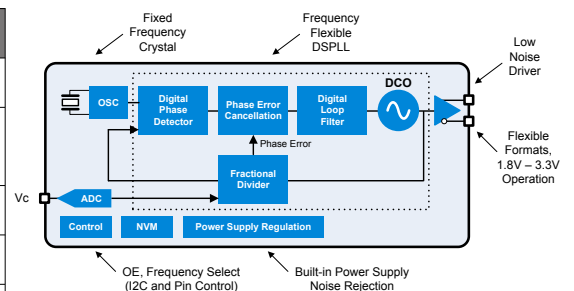 Fixed
Frequency
Crystal
Frequency
Flexible
DSPLL
Low
Noise
Driver
OSC
Digital
Phase
Detector
Phase Error
Cancellation
Digital
Loop
Filter
DCO
Phase Error
Fractional
Divider
Flexible
Formats,
1.8V – 3.3V
Operation
Vc
ADC
Control
NVM
Power Supply Regulation
OE, Frequency Select
(I2C and Pin Control)
Built-in Power Supply
Noise Rejection